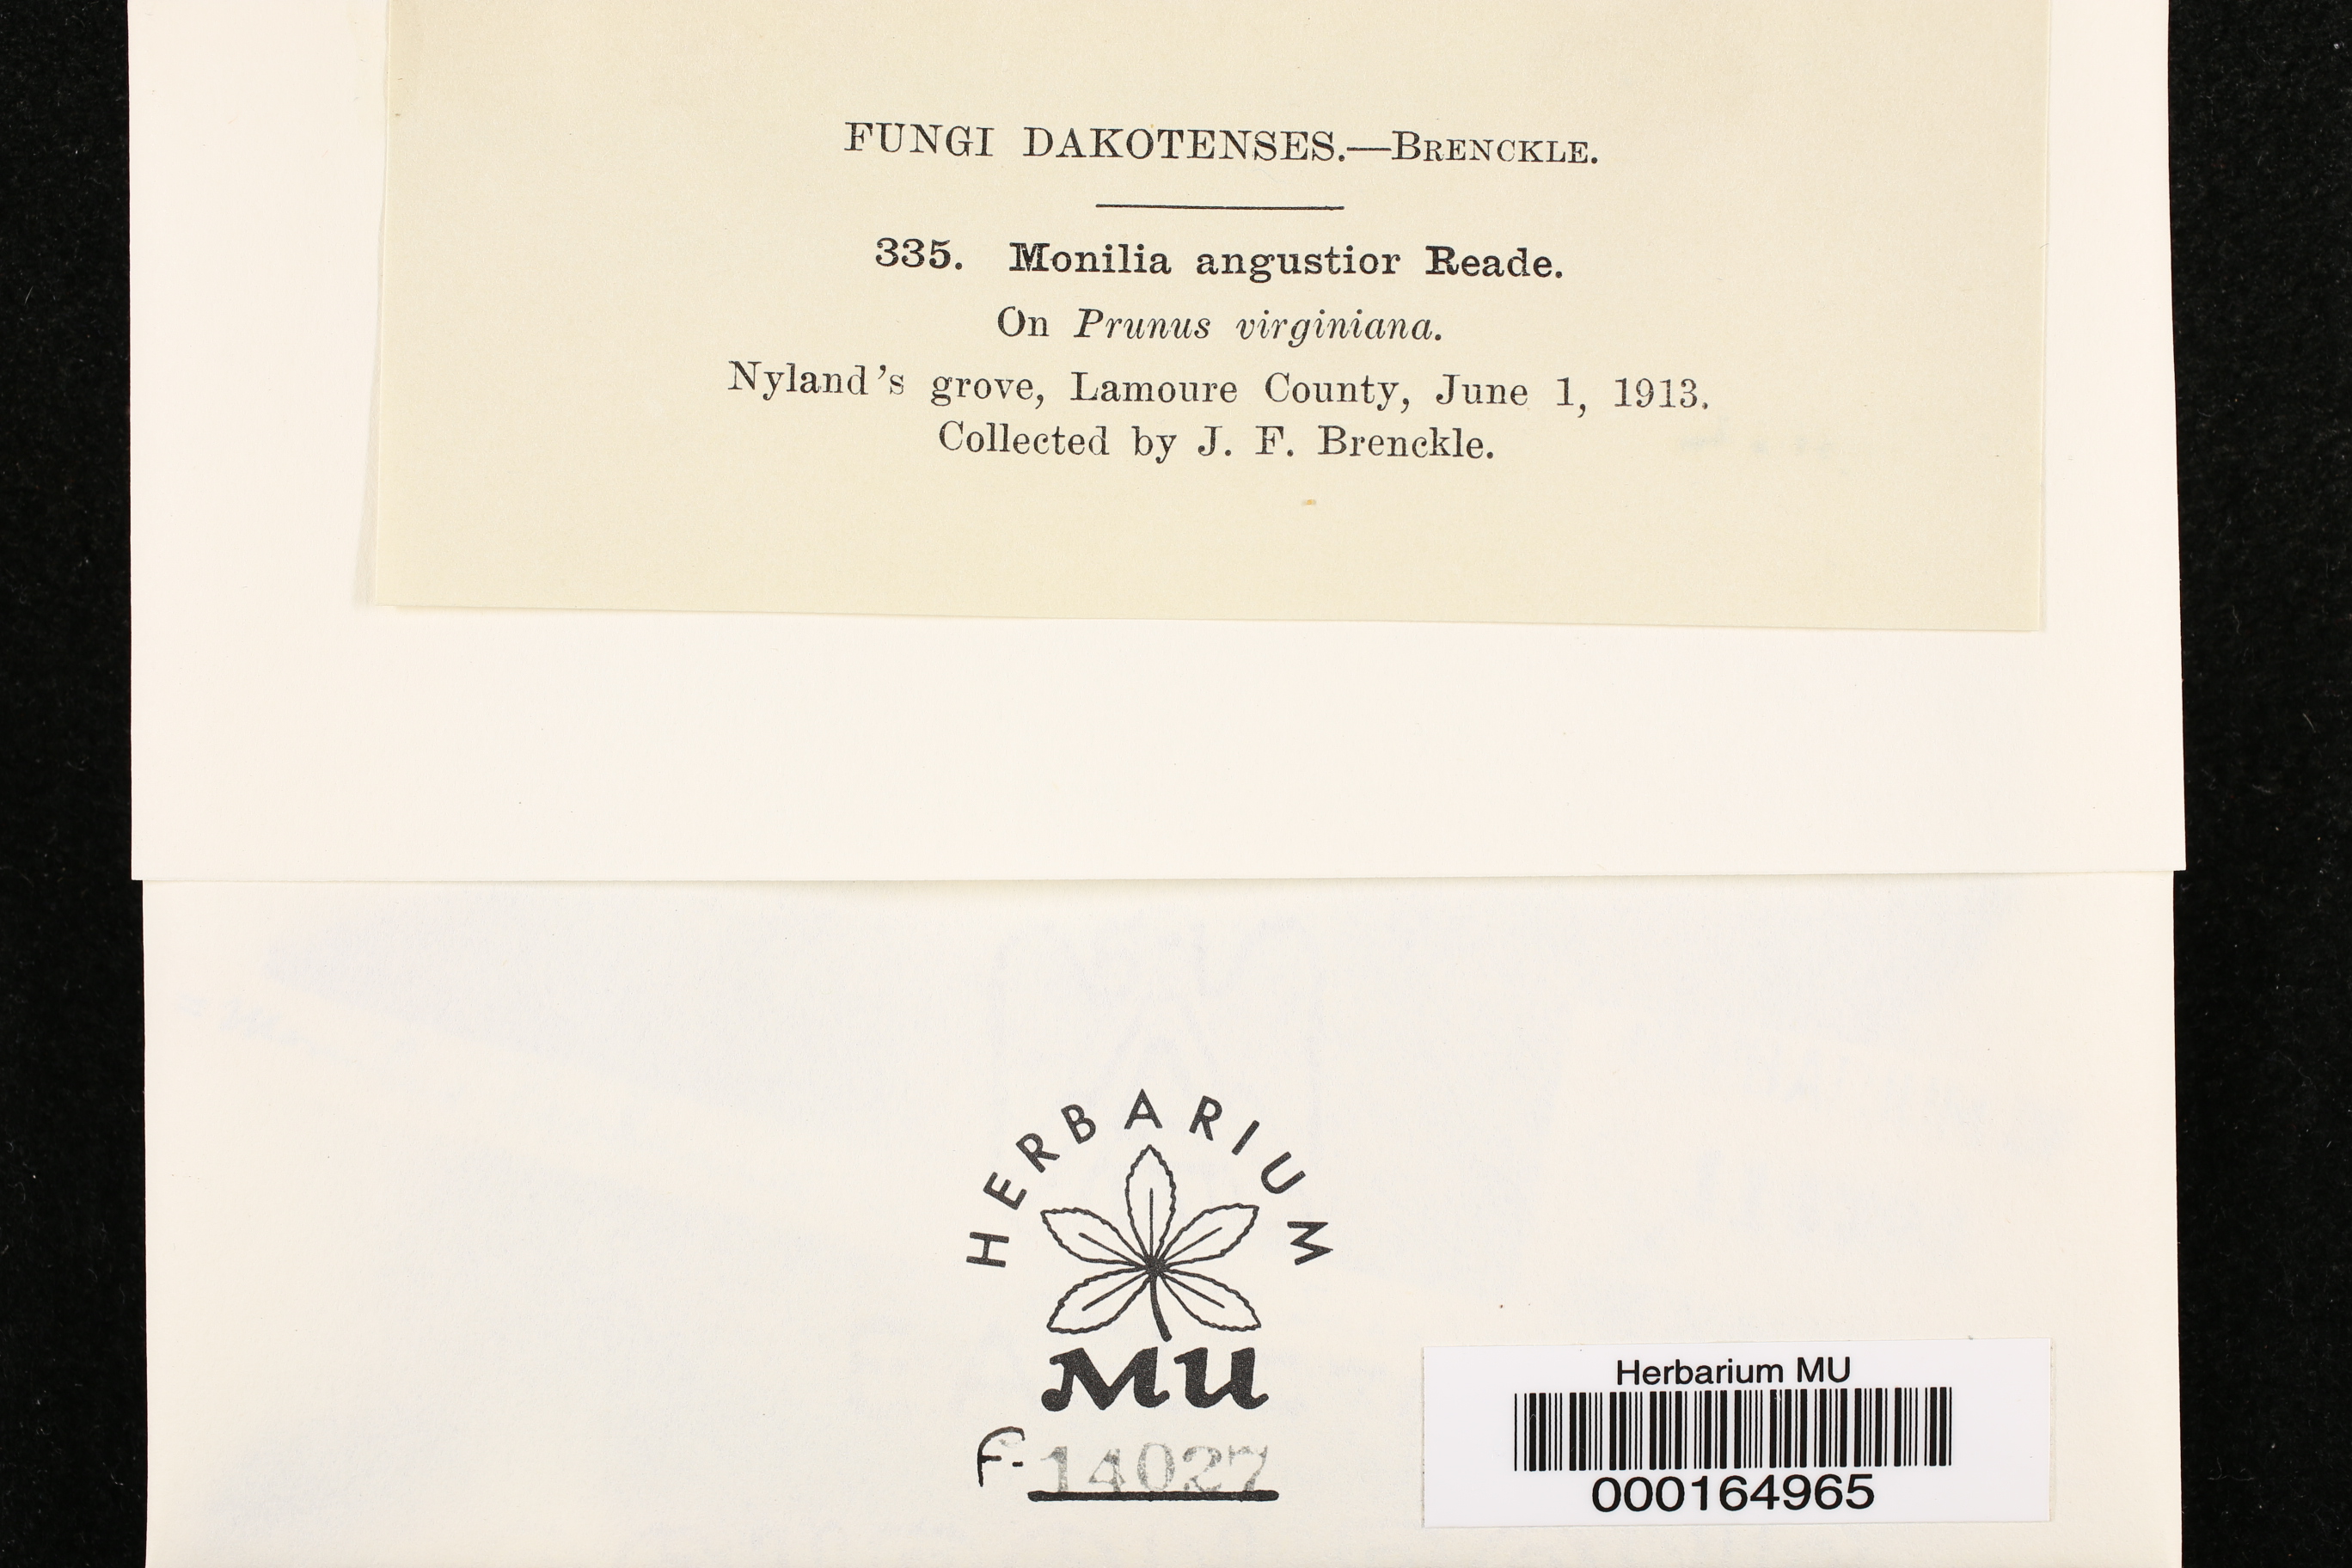 FUNGI DAKOTENSES.—BRENCKLE.
335. Monilia angustior Reade.
On Prunus virginiana.
Nyland's grove, Lamoure County, June 1, 1913.
Collected by J. F. Brenckle.
HERBARIUM
MU
F-14027
Herbarium MU
000164965